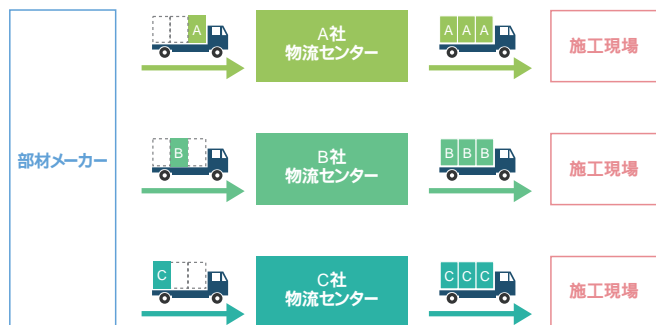 部材メーカー
A
A社
物流センター
A A A
施工現場
B
B社
物流センター
B B B
施工現場
C
C社
物流センター
C C C
施工現場